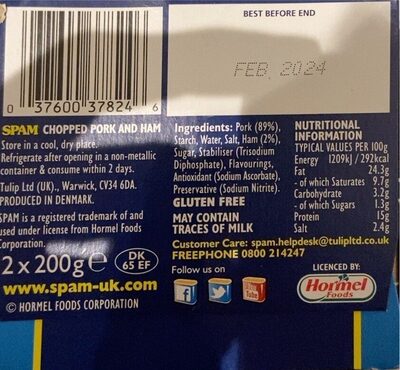 BEST BEFORE END
FEB 2024
0 37600 37824 6
SPAM CHOPPED PORK AND HAM
Store in a cool, dry place.
Refrigerate after opening in a non-metallic
container & consume within 2 days.
Tulip Ltd (UK)., Warwick, CV34 6DA.
PRODUCED IN DENMARK.
SPAM is a registered trademark of and
used under license from Hormel Foods
Corporation.
2 x 200g e
DK
65 EF
www.spam-uk.com
© HORMEL FOODS CORPORATION
Ingredients: Pork (89%),
Starch, Water, Salt, Ham (2%),
Sugar, Stabiliser (Trisodium
Diphosphate), Flavourings,
Antioxidant (Sodium Ascorbate),
Preservative (Sodium Nitrite).
GLUTEN FREE
MAY CONTAIN
TRACES OF MILK
Customer Care: spam.helpdesk@tulipltd.co.uk
FREEPHONE 0800 214247
Follow us on
f
You
Tube
NUTRITIONAL
INFORMATION
TYPICAL VALUES PER 100g
Energy 1209kJ / 292kcal
Fat 24.3g
- of which Saturates 9.7g
Carbohydrate 3.2g
- of which Sugars 1.3g
Protein 15g
Salt 2.4g
LICENCED BY:
Hormel
Foods